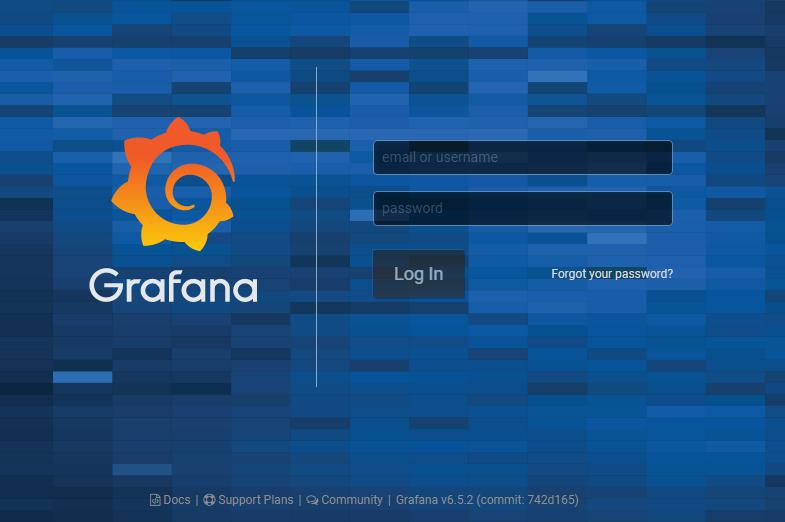 email or username
password
Log In
Forgot your password?
Grafana
Docs | Support Plans | Community | Grafana v6.5.2 (commit: 742d165)